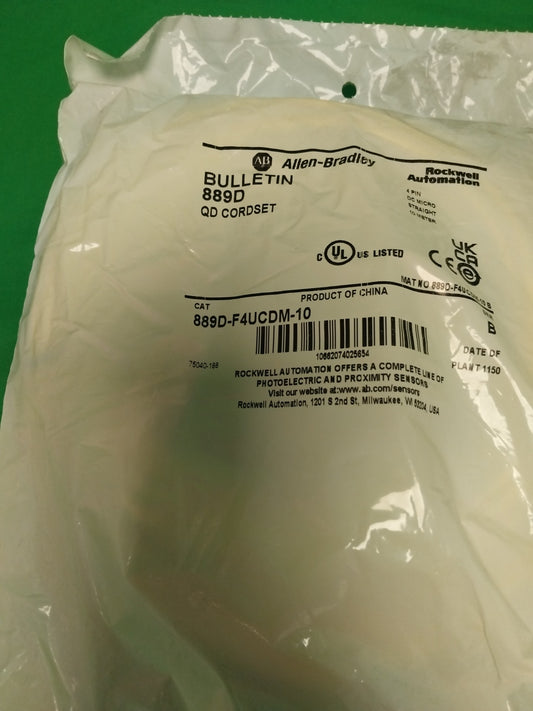 AB Allen-Bradley
Rockwell
Automation
BULLETIN
889D
QD CORDSET
4 PIN
DC MICRO
STRAIGHT
10 METER
C UL US LISTED
CE UKCA
PRODUCT OF CHINA
MAT NO 889D-F4UCDM-10 B
CAT
889D-F4UCDM-10
B
10662074025654
75040-186
DATE OF
PLANT 1150
ROCKWELL AUTOMATION OFFERS A COMPLETE LINE OF
PHOTOELECTRIC AND PROXIMITY SENSORS
Visit our website at:www.ab.com/sensors
Rockwell Automation, 1201 S 2nd St, Milwaukee, WI 53204, USA